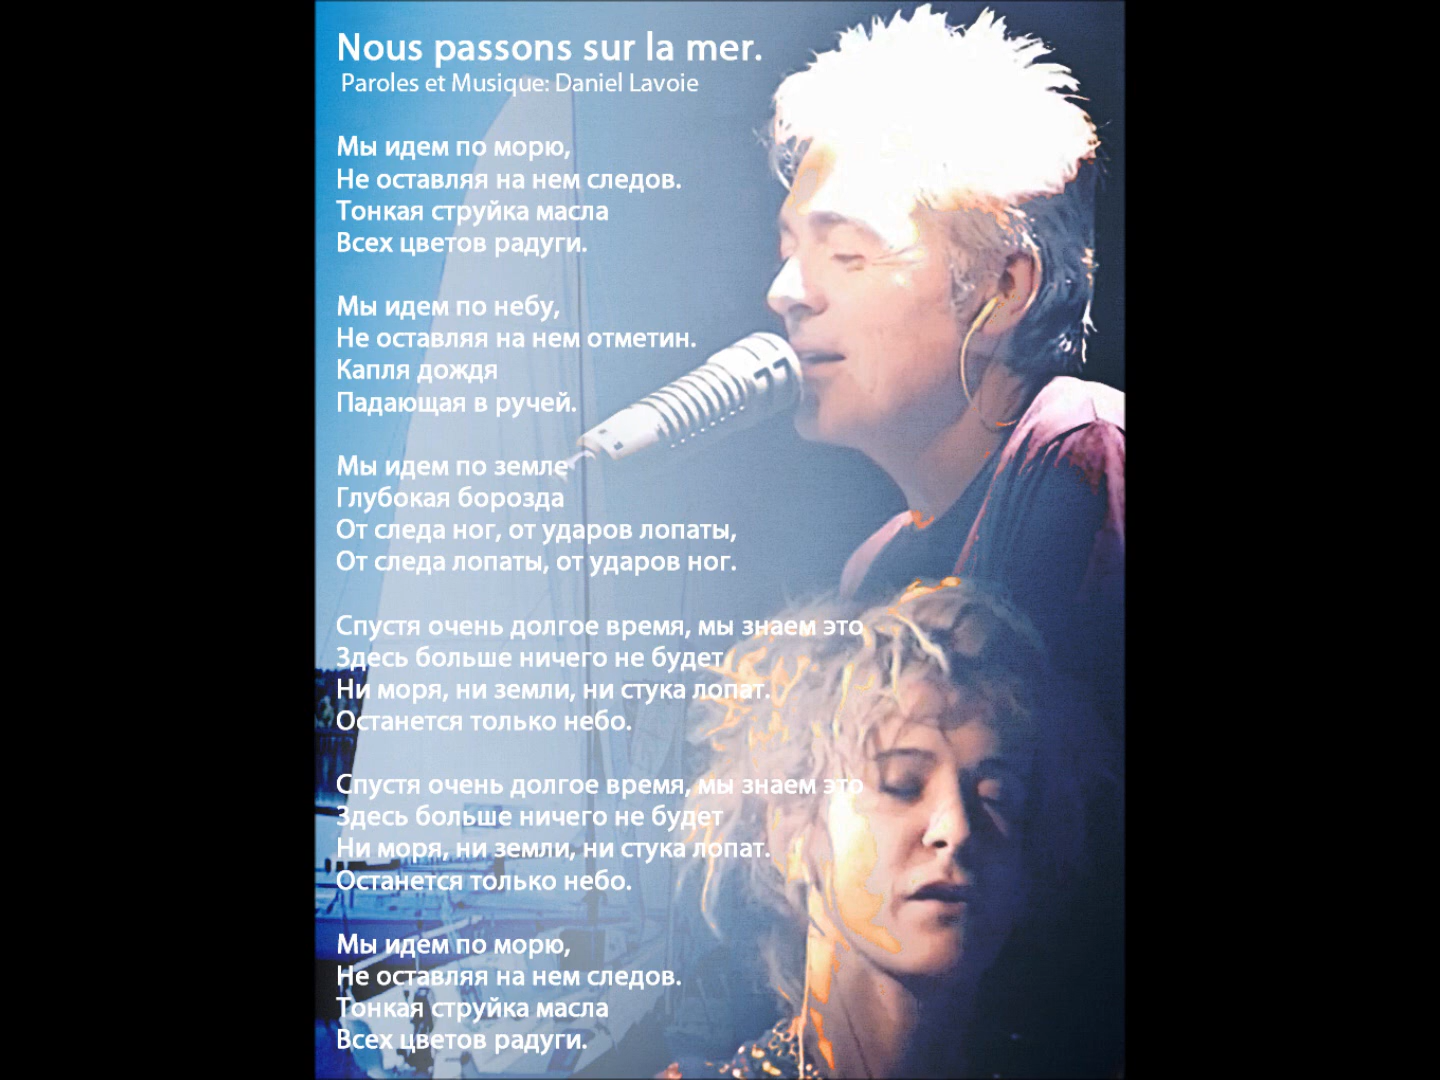 Nous passons sur la mer.
Paroles et Musique: Daniel Lavoie
Мы идем по морю,
Не оставляя на нем следов.
Тонкая струйка масла
Всех цветов радуги.
Мы идем по небу,
Не оставляя на нем отметин.
Капля дождя
Падающая в ручей.
Мы идем по земле
Глубокая борозда
От следа ног, от ударов лопаты,
От следа лопаты, от ударов ног.
Спустя очень долгое время, мы знаем это
Здесь больше ничего не будет
Ни моря, ни земли, ни стука лопат.
Останется только небо.
Спустя очень долгое время, мы знаем это
Здесь больше ничего не будет
Ни моря, ни земли, ни стука лопат.
Останется только небо.
Мы идем по морю,
Не оставляя на нем следов.
Тонкая струйка масла
Всех цветов радуги.